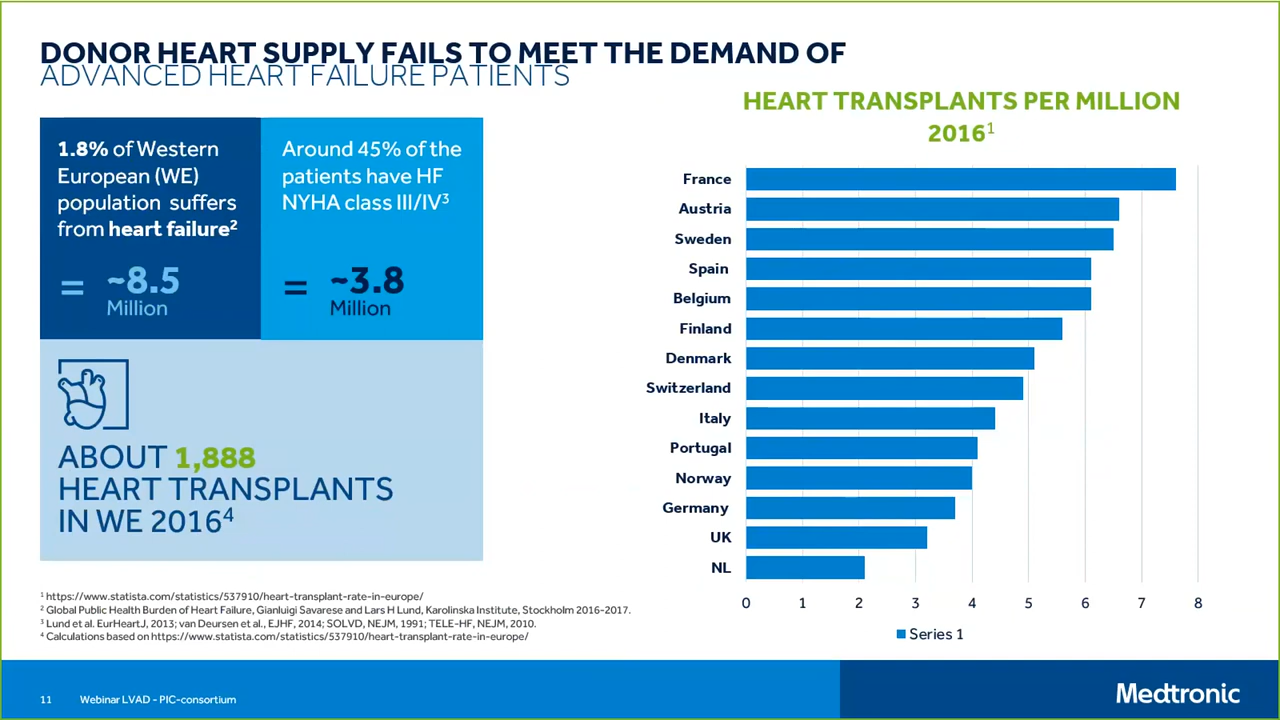 DONOR HEART SUPPLY FAILS TO MEET THE DEMAND OF
ADVANCED HEART FAILURE PATIENTS
1.8% of Western
European (WE)
population suffers
from heart failure²
= ~8.5
Million
Around 45% of the
patients have HF
NYHA class III/IV³
= ~3.8
Million
ABOUT 1,888
HEART TRANSPLANTS
IN WE 2016⁴
HEART TRANSPLANTS PER MILLION
2016¹
France
Austria
Sweden
Spain
Belgium
Finland
Denmark
Switzerland
Italy
Portugal
Norway
Germany
UK
NL
0 1 2 3 4 5 6 7 8
Series 1
¹ https://www.statista.com/statistics/537910/heart-transplant-rate-in-europe/
² Global Public Health Burden of Heart Failure, Gianluigi Savarese and Lars H Lund, Karolinska Institute, Stockholm 2016-2017.
³ Lund et al. EurHeartJ, 2013; van Deursen et al., EJHF, 2014; SOLVD, NEJM, 1991; TELE-HF, NEJM, 2010.
⁴ Calculations based on https://www.statista.com/statistics/537910/heart-transplant-rate-in-europe/
11 Webinar LVAD - PIC-consortium
Medtronic